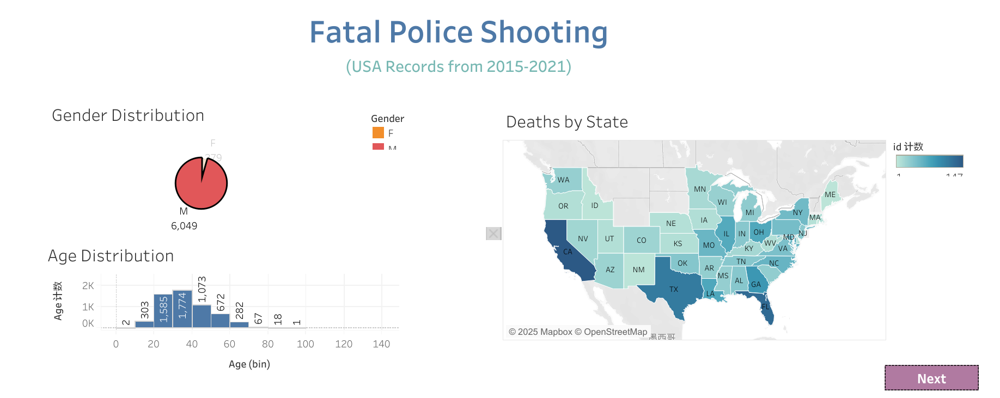 Fatal Police Shooting
(USA Records from 2015-2021)
Gender Distribution
F
279
M
6,049
Gender
F
Age Distribution
Age 计数
2K
1K
0K
2
303
1,585
1,774
1,073
672
282
67
18
1
0
20
40
60
80
100
120
140
Age (bin)
Deaths by State
WA
OR
ID
MN
WI
MI
NY
ME
MA
NE
IA
NV
UT
CO
KS
MO
IL
IN
OH
MD
NJ
WV
VA
KY
CA
AZ
NM
OK
AR
TN
NC
MS
AL
GA
TX
LA
FL
© 2025 Mapbox © OpenStreetMap
墨西哥
id 计数
Next